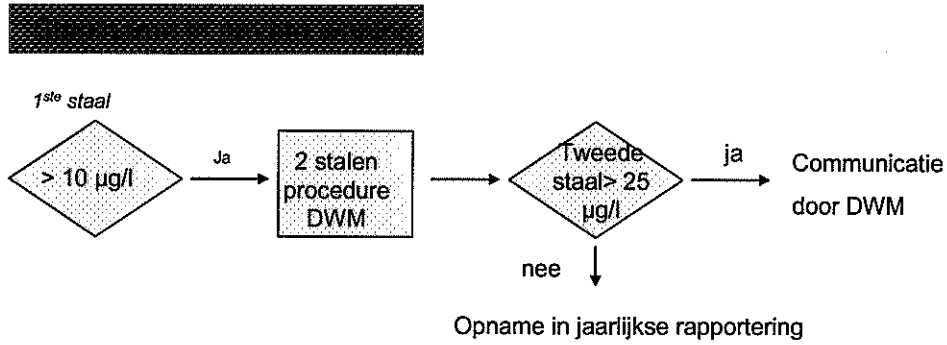 1ste staal
> 10 µg/l
Ja
2 stalen
procedure
DWM
Tweede
staal> 25
µg/l
ja
Communicatie
door DWM
nee
Opname in jaarlijkse rapportering